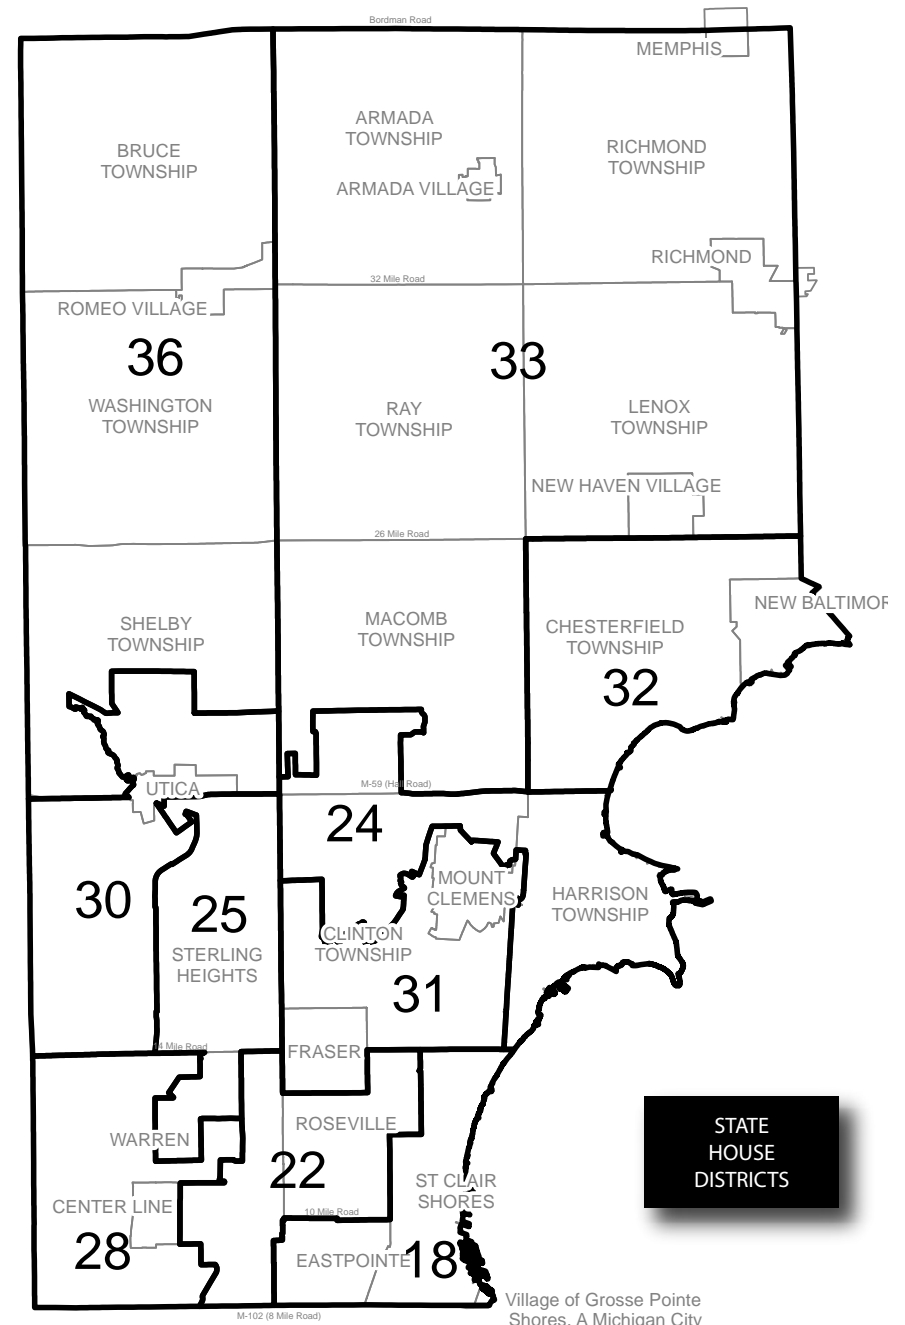 Bordman Road
MEMPHIS
ARMADA
TOWNSHIP
BRUCE
TOWNSHIP
RICHMOND
TOWNSHIP
ARMADA VILLAGE
RICHMOND
32 Mile Road
ROMEO VILLAGE
36
33
WASHINGTON
TOWNSHIP
RAY
TOWNSHIP
LENOX
TOWNSHIP
NEW HAVEN VILLAGE
26 Mile Road
NEW BALTIMOR
SHELBY
TOWNSHIP
MACOMB
TOWNSHIP
CHESTERFIELD
TOWNSHIP
32
M-59 (Hall Road)
UTICA
24
30
25
MOUNT
CLEMENS
HARRISON
TOWNSHIP
CLINTON
TOWNSHIP
STERLING
HEIGHTS
31
14 Mile Road
FRASER
ROSEVILLE
WARREN
STATE
HOUSE
DISTRICTS
22
ST CLAIR
SHORES
CENTER LINE
10 Mile Road
28
EASTPOINTE
18
M-102 (8 Mile Road)
Village of Grosse Pointe
Shores, A Michigan City